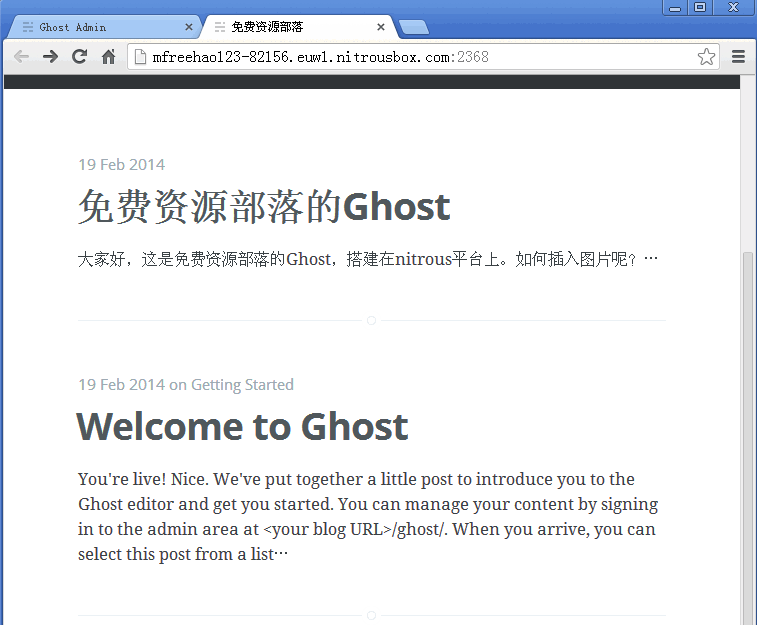 Ghost Admin
免费资源部落
mfreehao123-82156.euw1.nitrousbox.com:2368
19 Feb 2014
免费资源部落的Ghost
大家好，这是免费资源部落的Ghost，搭建在nitrous平台上。如何插入图片呢？…
19 Feb 2014 on Getting Started
Welcome to Ghost
You're live! Nice. We've put together a little post to introduce you to the
Ghost editor and get you started. You can manage your content by signing
in to the admin area at <your blog URL>/ghost/. When you arrive, you can
select this post from a list…